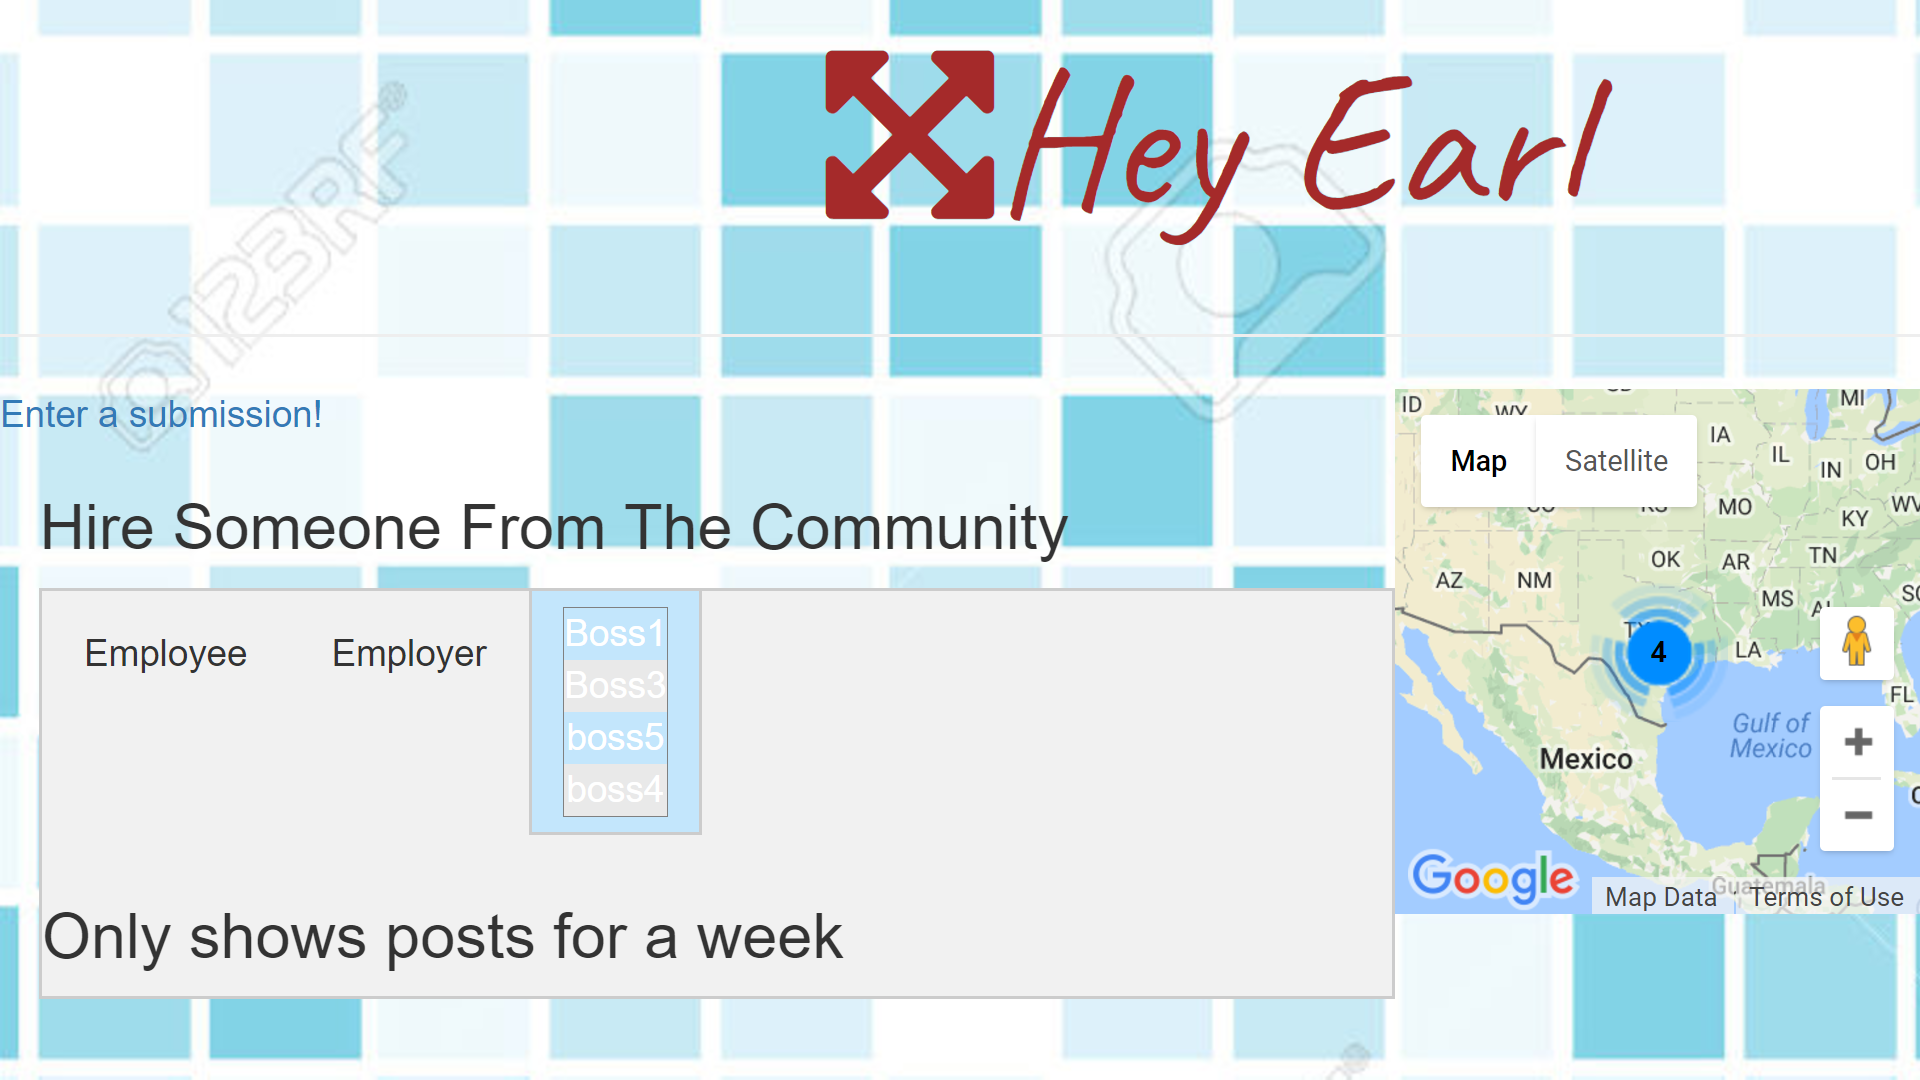 Hey Earl
123RF®
Enter a submission!
Hire Someone From The Community
Employee
Employer
Boss1
Boss3
boss5
boss4
Only shows posts for a week
Map
Satellite
ID
WY
MI
IA
IL
IN
OH
MO
KY
WV
OK
AR
TN
AZ
NM
MS
TX
4
LA
FL
Gulf of
Mexico
Mexico
Guatemala
Google
Map Data
Terms of Use